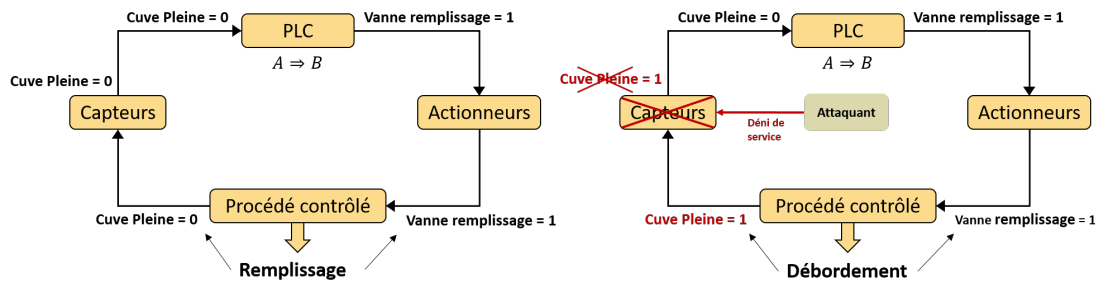 Cuve Pleine = 0
Vanne remplissage = 1
PLC
A ⇒ B
Cuve Pleine = 0
Capteurs
Actionneurs
Procédé contrôlé
Cuve Pleine = 0
Vanne remplissage = 1
Remplissage
Cuve Pleine = 0
Vanne remplissage = 1
PLC
A ⇒ B
Cuve Pleine = 1
Capteurs
Attaquant
Déni de
service
Actionneurs
Procédé contrôlé
Cuve Pleine = 1
Vanne remplissage = 1
Débordement